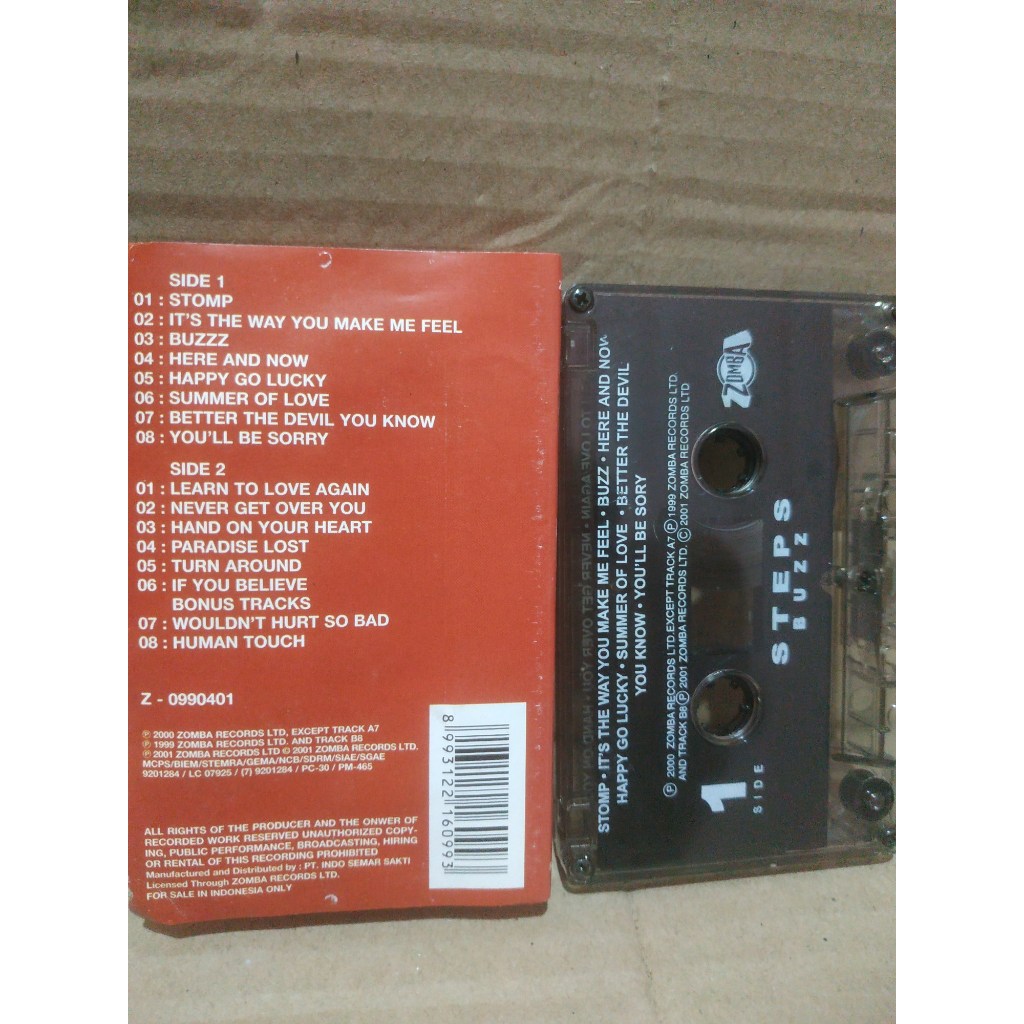 SIDE 1
01 : STOMP
02 : IT'S THE WAY YOU MAKE ME FEEL
03 : BUZZZ
04 : HERE AND NOW
05 : HAPPY GO LUCKY
06 : SUMMER OF LOVE
07 : BETTER THE DEVIL YOU KNOW
08 : YOU'LL BE SORRY
SIDE 2
01 : LEARN TO LOVE AGAIN
02 : NEVER GET OVER YOU
03 : HAND ON YOUR HEART
04 : PARADISE LOST
05 : TURN AROUND
06 : IF YOU BELIEVE
BONUS TRACKS
07 : WOULDN'T HURT SO BAD
08 : HUMAN TOUCH
Z - 0990401
℗ 2000 ZOMBA RECORDS LTD, EXCEPT TRACK A7
℗ 1999 ZOMBA RECORDS LTD. AND TRACK B8
℗ 2001 ZOMBA RECORDS LTD © 2001 ZOMBA RECORDS LTD.
MCPS/BIEM/STEMRA/GEMA/NCB/SDRM/SIAE/SGAE
9201284 / LC 07925 / (7) 9201284 / PC-30 / PM-465
ALL RIGHTS OF THE PRODUCER AND THE ONWER OF
RECORDED WORK RESERVED UNAUTHORIZED COPY-
ING, PUBLIC PERFORMANCE, BROADCASTING, HIRING
OR RENTAL OF THIS RECORDING PROHIBITED
Manufactured and Distributed by : PT. INDO SEMAR SAKTI
Licensed Through ZOMBA RECORDS LTD.
FOR SALE IN INDONESIA ONLY
8 993122 160993
STOMP • IT'S THE WAY YOU MAKE ME FEEL • BUZZ • HERE AND NOW
HAPPY GO LUCKY • SUMMER OF LOVE • BETTER THE DEVIL
YOU KNOW • YOU'LL BE SORY
℗ 2000 ZOMBA RECORDS LTD.EXCEPT TRACK A7 ℗ 1999 ZOMBA RECORDS LTD.
AND TRACK B8 ℗ 2001 ZOMBA RECORDS LTD. © 2001 ZOMBA RECORDS LTD
ZOMBA
1
SIDE
STEPS
BUZZ